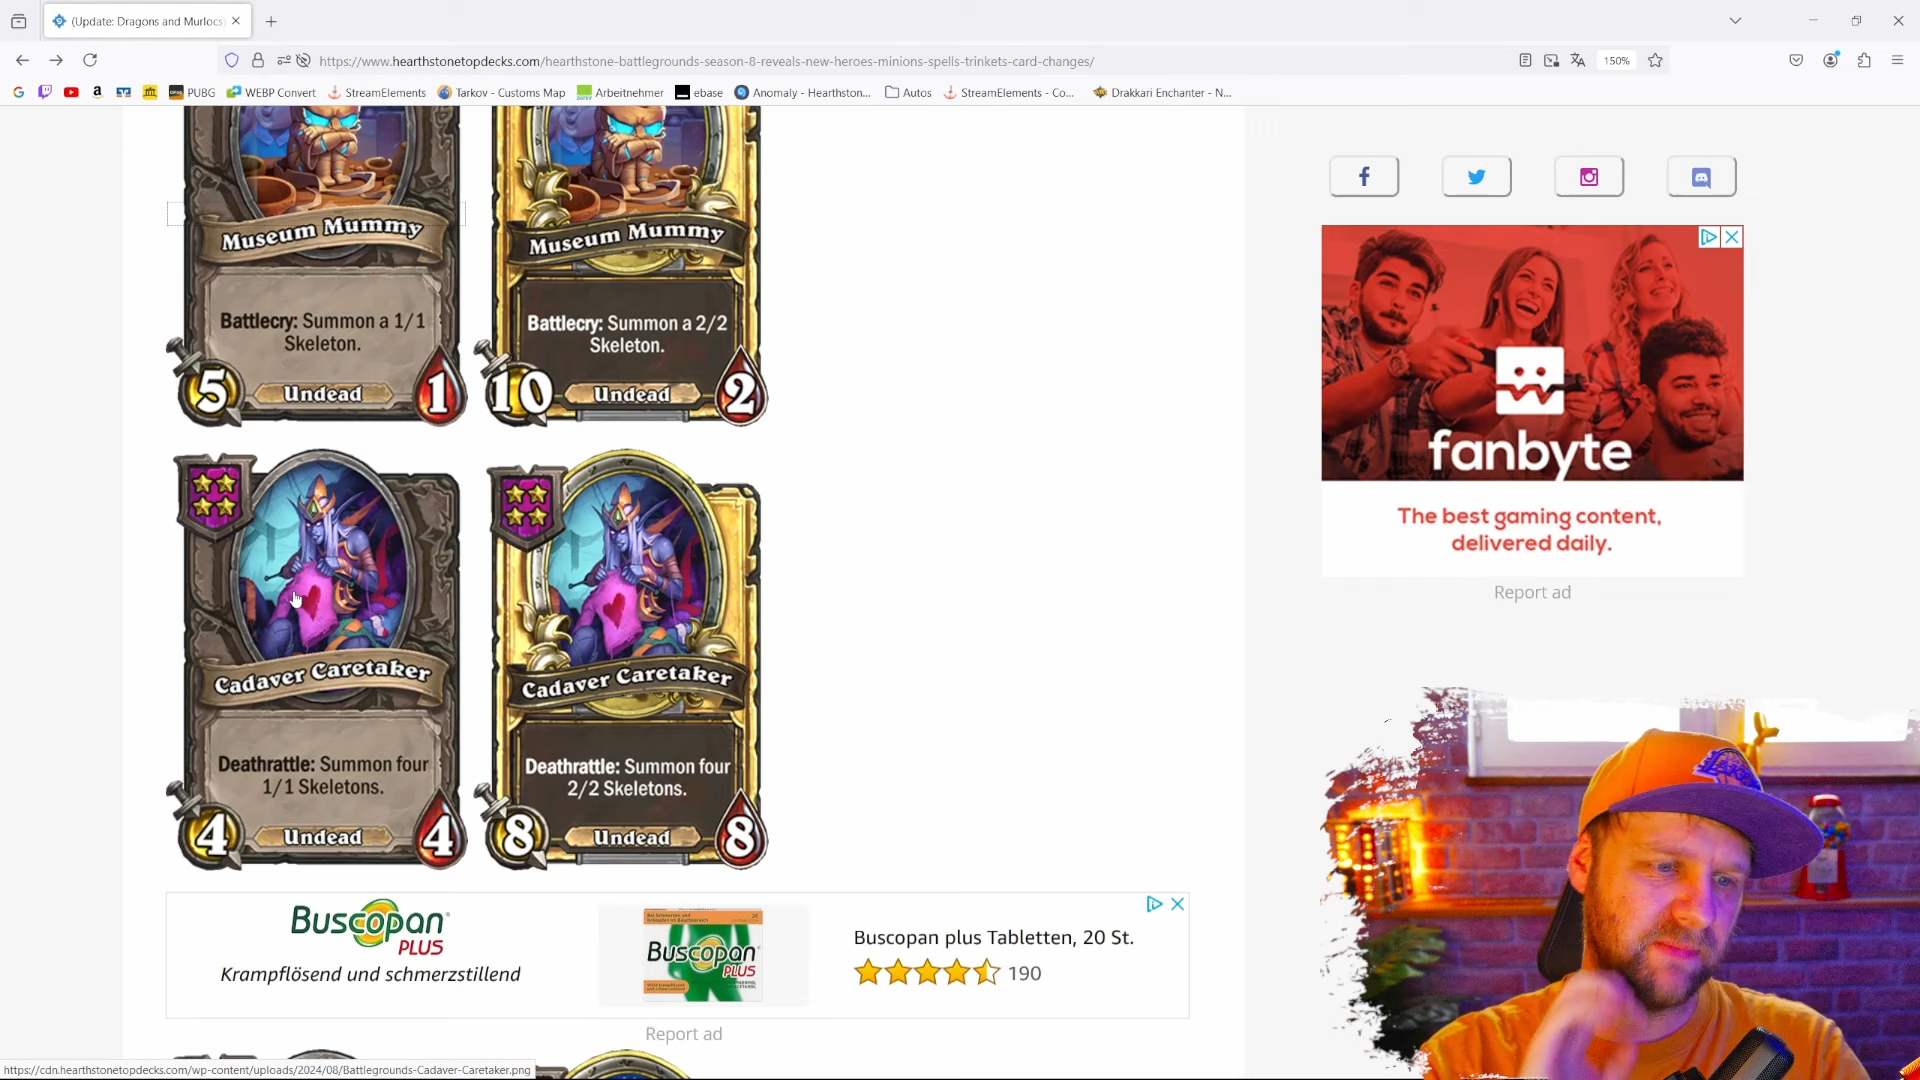 (Update: Dragons and Murlocs)
https://www.hearthstonetopdecks.com/hearthstone-battlegrounds-season-8-reveals-new-heroes-minions-spells-trinkets-card-changes/
150%
PUBG
WEBP Convert
StreamElements
Tarkov - Customs Map
Arbeitnehmer
ebase
Anomaly - Hearthston...
Autos
StreamElements - Co...
Drakkari Enchanter - N...
Museum Mummy
Battlecry: Summon a 1/1
Skeleton.
5
Undead
1
Museum Mummy
Battlecry: Summon a 2/2
Skeleton.
10
Undead
2
Cadaver Caretaker
Deathrattle: Summon four
1/1 Skeletons.
4
Undead
4
Cadaver Caretaker
Deathrattle: Summon four
2/2 Skeletons.
8
Undead
8
fanbyte
The best gaming content,
delivered daily.
Report ad
Buscopan
PLUS
Krampflösend und schmerzstillend
Buscopan
PLUS
Buscopan plus Tabletten, 20 St.
190
Report ad
https://cdn.hearthstonetopdecks.com/wp-content/uploads/2024/08/Battlegrounds-Cadaver-Caretaker.png